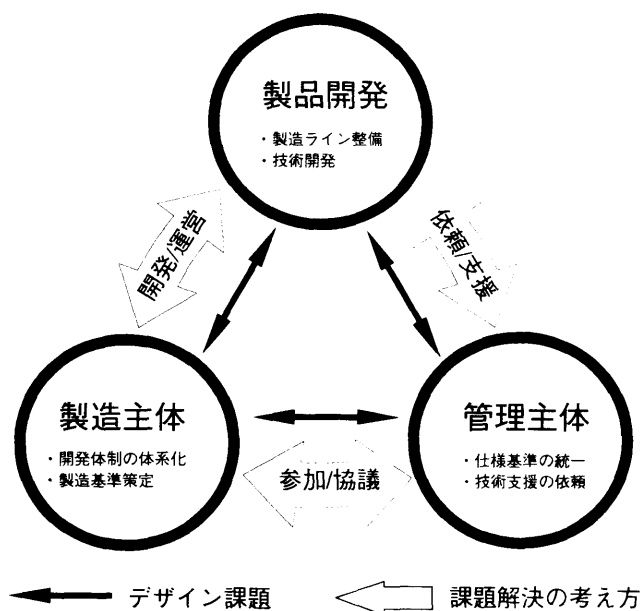 製品開発
・製造ライン整備
・技術開発
開発/運営
依頼/支援
製造主体
・開発体制の体系化
・製造基準策定
管理主体
・仕様基準の統一
・技術支援の依頼
参加/協議
デザイン課題
課題解決の考え方